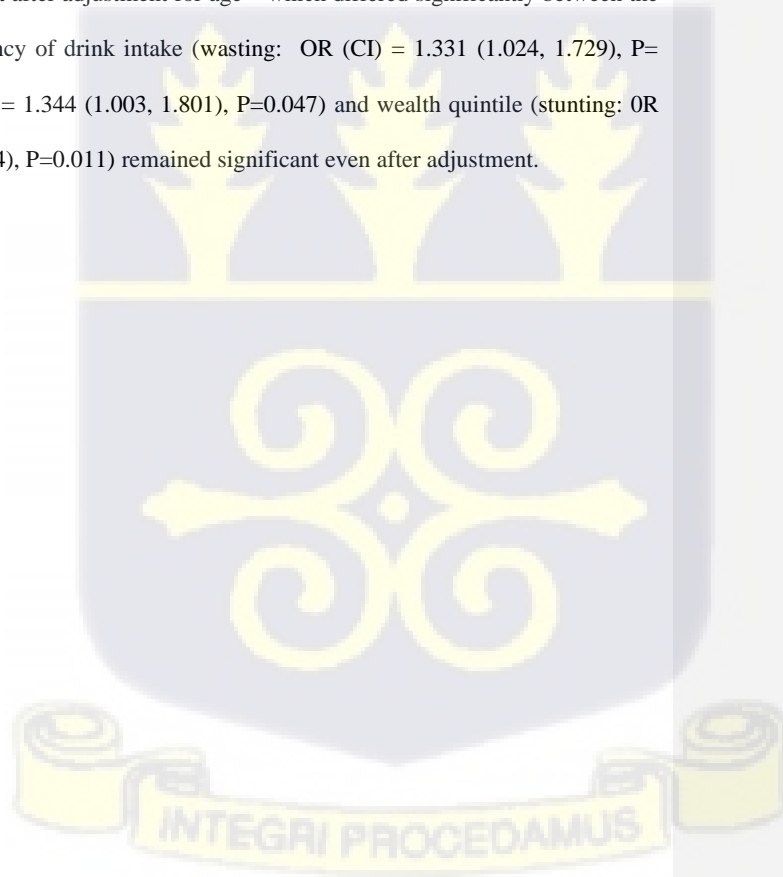 after adjustment for age – which differed significantly between the
ncy of drink intake (wasting: OR (CI) = 1.331 (1.024, 1.729), P=
= 1.344 (1.003, 1.801), P=0.047) and wealth quintile (stunting: 0R
4), P=0.011) remained significant even after adjustment.
INTEGRI PROCEDAMUS